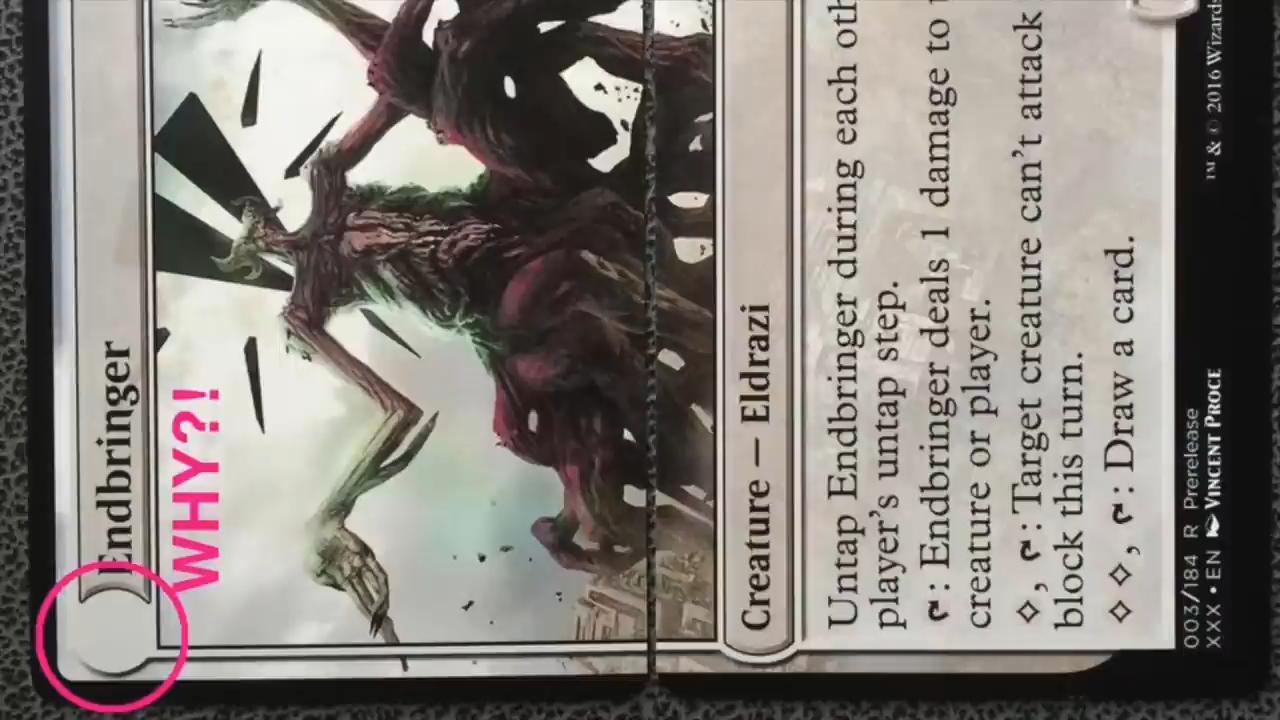 Endbringer
WHY?!
Creature — Eldrazi
Untap Endbringer during each oth
player's untap step.
: Endbringer deals 1 damage to
creature or player.
, : Target creature can't attack
block this turn.
, : Draw a card.
003/184 R Prerelease
XXX • EN VINCENT PROCE
™ & © 2016 Wizards